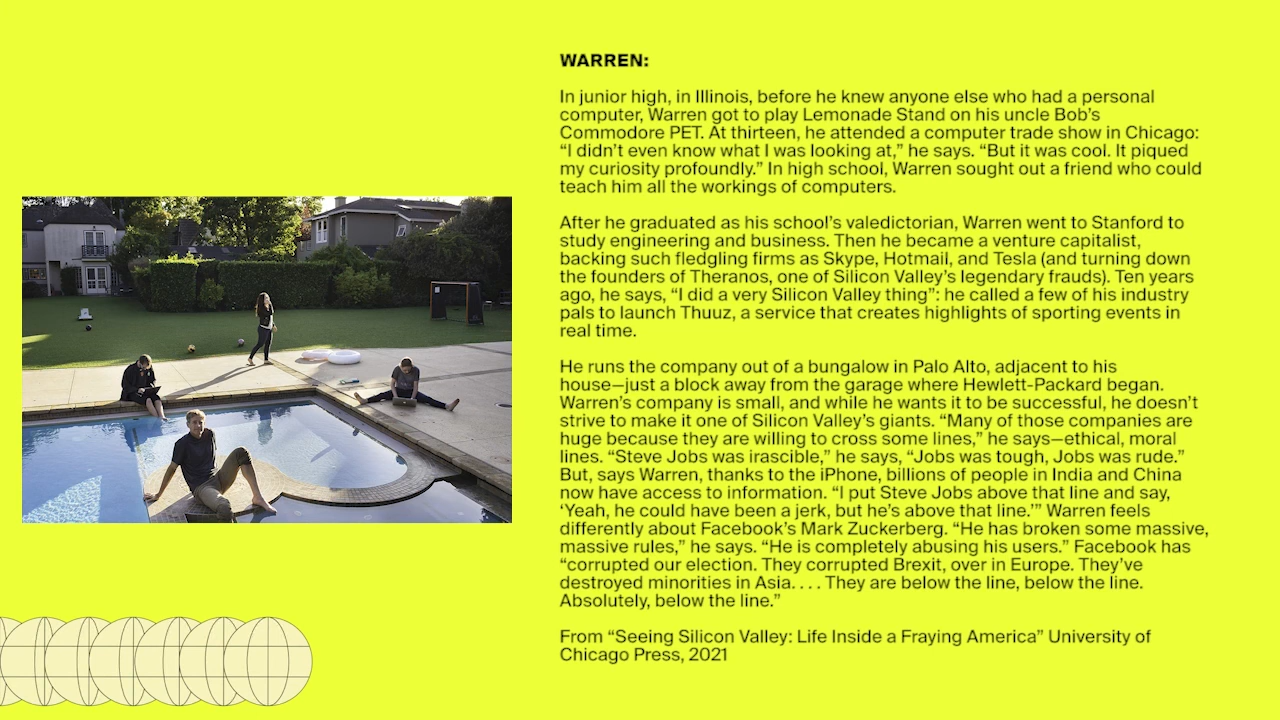 WARREN:
In junior high, in Illinois, before he knew anyone else who had a personal
computer, Warren got to play Lemonade Stand on his uncle Bob’s
Commodore PET. At thirteen, he attended a computer trade show in Chicago:
“I didn’t even know what I was looking at,” he says. “But it was cool. It piqued
my curiosity profoundly.” In high school, Warren sought out a friend who could
teach him all the workings of computers.
After he graduated as his school’s valedictorian, Warren went to Stanford to
study engineering and business. Then he became a venture capitalist,
backing such fledgling firms as Skype, Hotmail, and Tesla (and turning down
the founders of Theranos, one of Silicon Valley’s legendary frauds). Ten years
ago, he says, “I did a very Silicon Valley thing”: he called a few of his industry
pals to launch Thuuz, a service that creates highlights of sporting events in
real time.
He runs the company out of a bungalow in Palo Alto, adjacent to his
house—just a block away from the garage where Hewlett-Packard began.
Warren’s company is small, and while he wants it to be successful, he doesn’t
strive to make it one of Silicon Valley’s giants. “Many of those companies are
huge because they are willing to cross some lines,” he says—ethical, moral
lines. “Steve Jobs was irascible,” he says, “Jobs was tough, Jobs was rude.”
But, says Warren, thanks to the iPhone, billions of people in India and China
now have access to information. “I put Steve Jobs above that line and say,
‘Yeah, he could have been a jerk, but he’s above that line.’” Warren feels
differently about Facebook’s Mark Zuckerberg. “He has broken some massive,
massive rules,” he says. “He is completely abusing his users.” Facebook has
“corrupted our election. They corrupted Brexit, over in Europe. They’ve
destroyed minorities in Asia. . . . They are below the line, below the line.
Absolutely, below the line.”
From “Seeing Silicon Valley: Life Inside a Fraying America” University of
Chicago Press, 2021